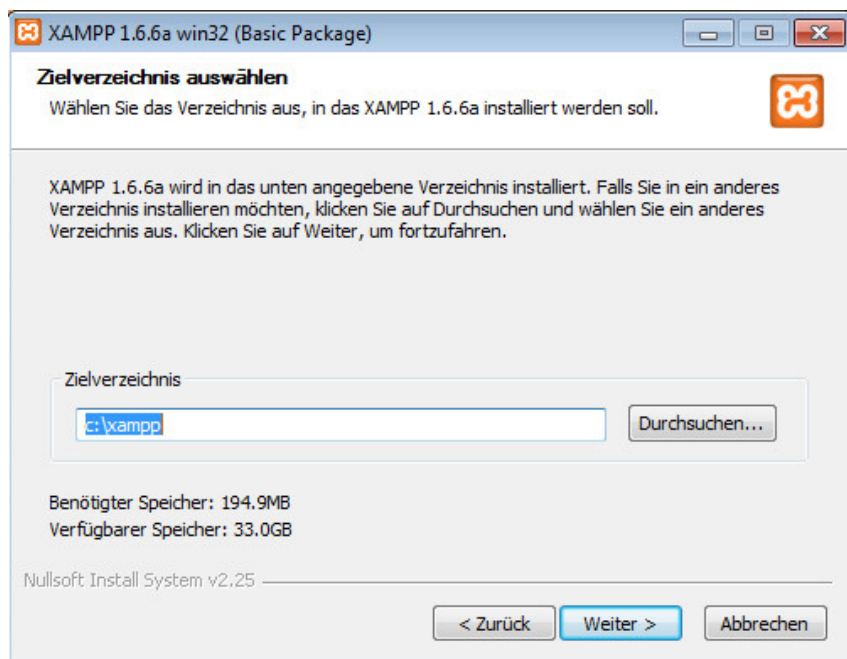 XAMPP 1.6.6a win32 (Basic Package)
Zielverzeichnis auswählen
Wählen Sie das Verzeichnis aus, in das XAMPP 1.6.6a installiert werden soll.
XAMPP 1.6.6a wird in das unten angegebene Verzeichnis installiert. Falls Sie in ein anderes
Verzeichnis installieren möchten, klicken Sie auf Durchsuchen und wählen Sie ein anderes
Verzeichnis aus. Klicken Sie auf Weiter, um fortzufahren.
Zielverzeichnis
c:\xampp
Durchsuchen...
Benötigter Speicher: 194.9MB
Verfügbarer Speicher: 33.0GB
Nullsoft Install System v2.25
< Zurück
Weiter >
Abbrechen